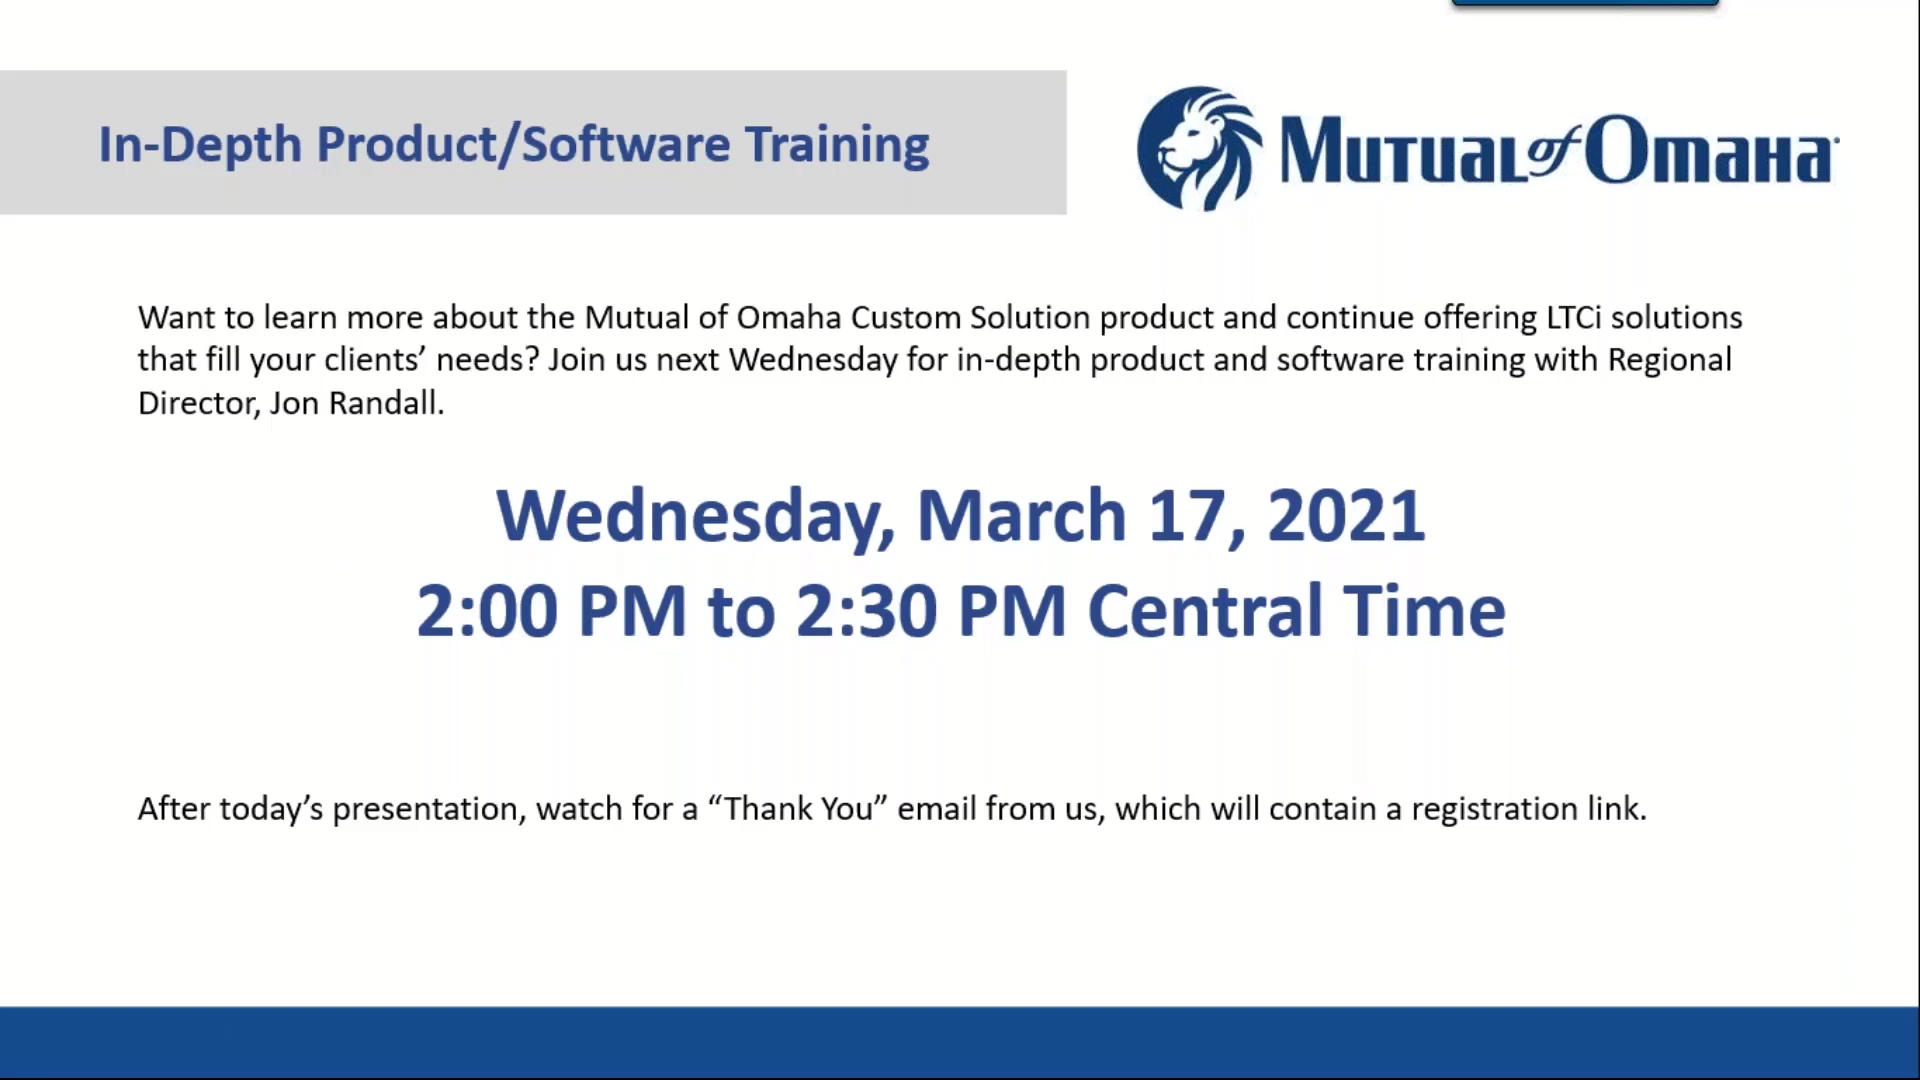 In-Depth Product/Software Training
Mutual of Omaha
Want to learn more about the Mutual of Omaha Custom Solution product and continue offering LTCi solutions
that fill your clients’ needs? Join us next Wednesday for in-depth product and software training with Regional
Director, Jon Randall.
Wednesday, March 17, 2021
2:00 PM to 2:30 PM Central Time
After today’s presentation, watch for a “Thank You” email from us, which will contain a registration link.